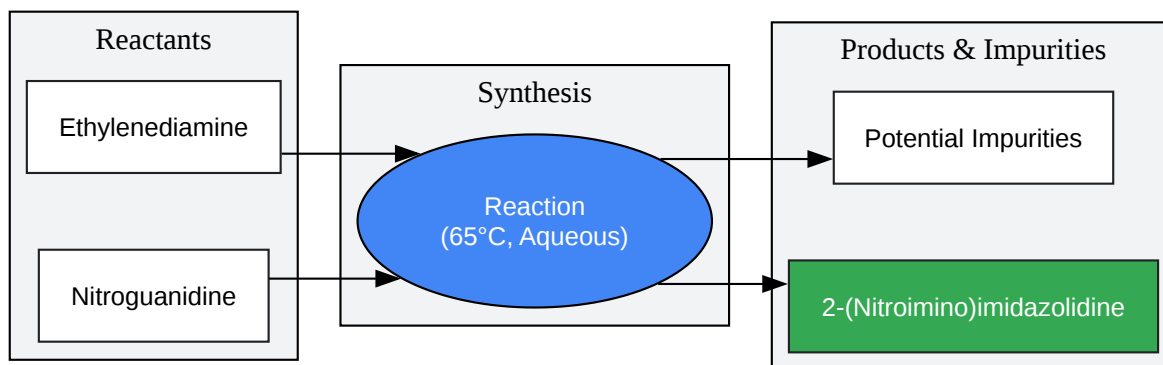 Reactants
Ethylenediamine
Nitroguanidine
Synthesis
Reaction
(65°C, Aqueous)
Products & Impurities
Potential Impurities
2-(Nitroimino)imidazolidine